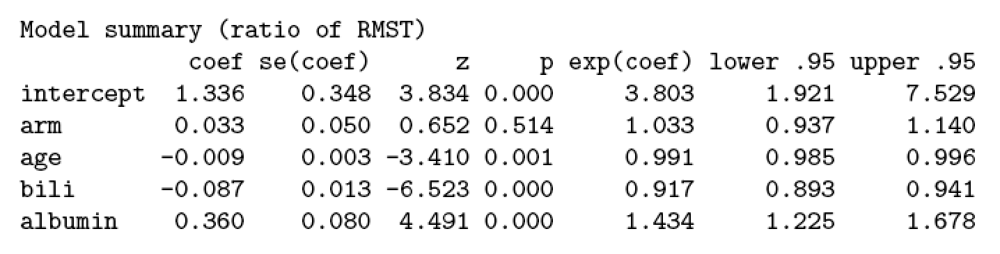 Model summary (ratio of RMST)
coef se(coef) z p exp(coef) lower .95 upper .95
intercept 1.336 0.348 3.834 0.000 3.803 1.921 7.529
arm 0.033 0.050 0.652 0.514 1.033 0.937 1.140
age -0.009 0.003 -3.410 0.001 0.991 0.985 0.996
bili -0.087 0.013 -6.523 0.000 0.917 0.893 0.941
albumin 0.360 0.080 4.491 0.000 1.434 1.225 1.678